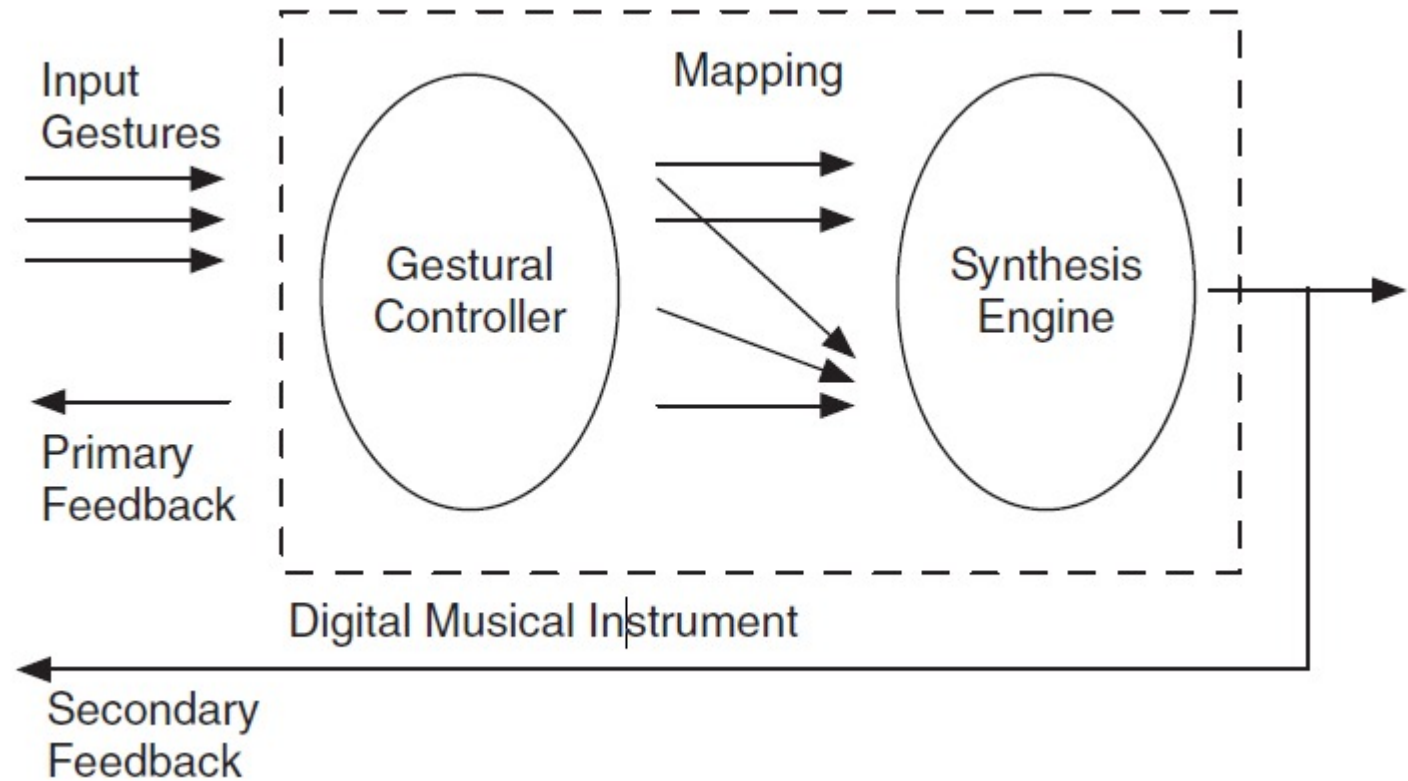 Input
Gestures
Mapping
Gestural
Controller
Synthesis
Engine
Primary
Feedback
Digital Musical Instrument
Secondary
Feedback